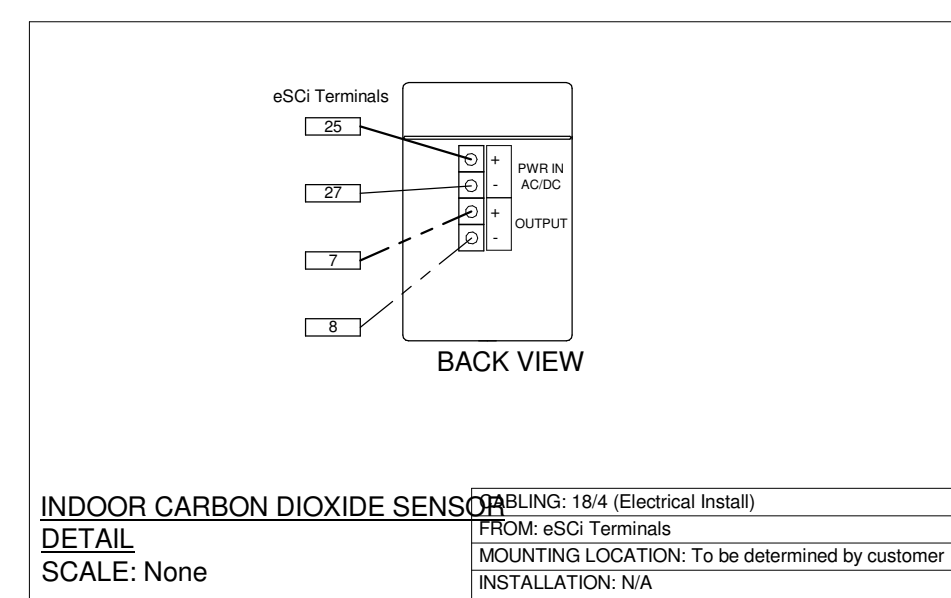 eSCi Terminals
25
27
7
8
+
-
+
-
PWR IN
AC/DC
OUTPUT
BACK VIEW
INDOOR CARBON DIOXIDE SENSOR
DETAIL
SCALE: None
CABLING: 18/4 (Electrical Install)
FROM: eSCi Terminals
MOUNTING LOCATION: To be determined by customer
INSTALLATION: N/A